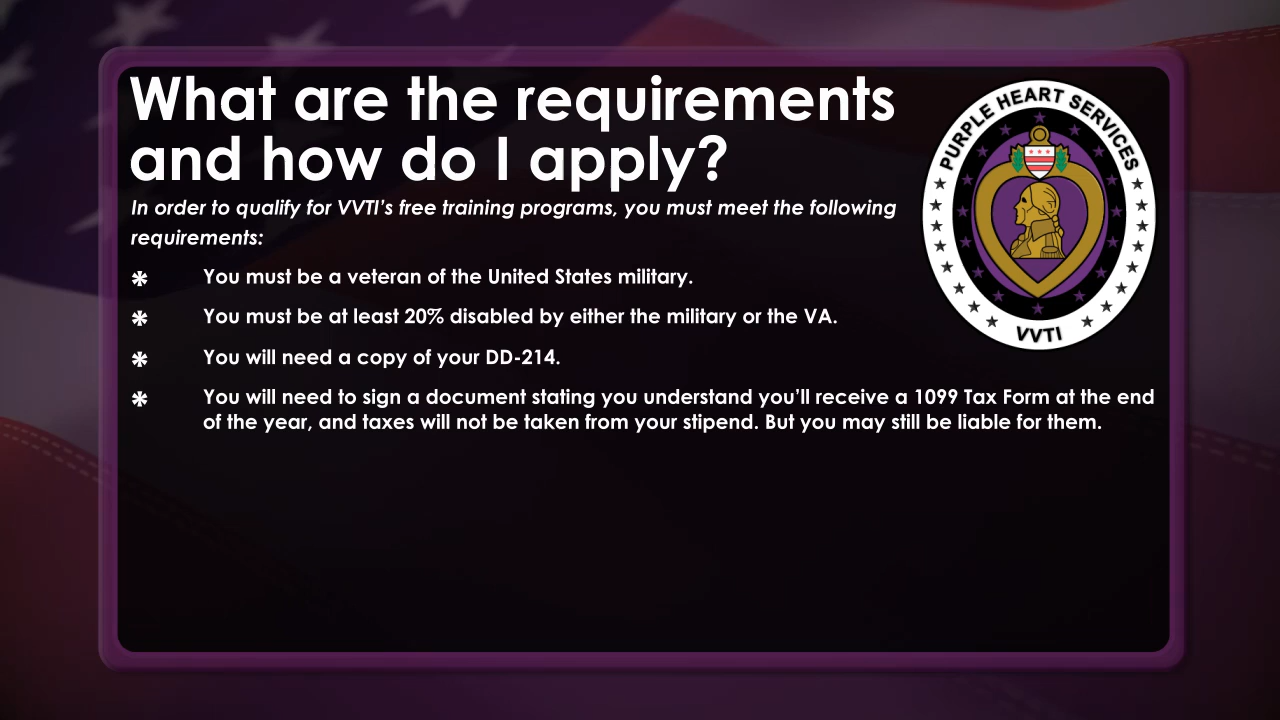 What are the requirements
and how do I apply?
In order to qualify for VVTI’s free training programs, you must meet the following
requirements:
* You must be a veteran of the United States military.
* You must be at least 20% disabled by either the military or the VA.
* You will need a copy of your DD-214.
* You will need to sign a document stating you understand you’ll receive a 1099 Tax Form at the end
of the year, and taxes will not be taken from your stipend. But you may still be liable for them.
PURPLE HEART SERVICES
VVTI